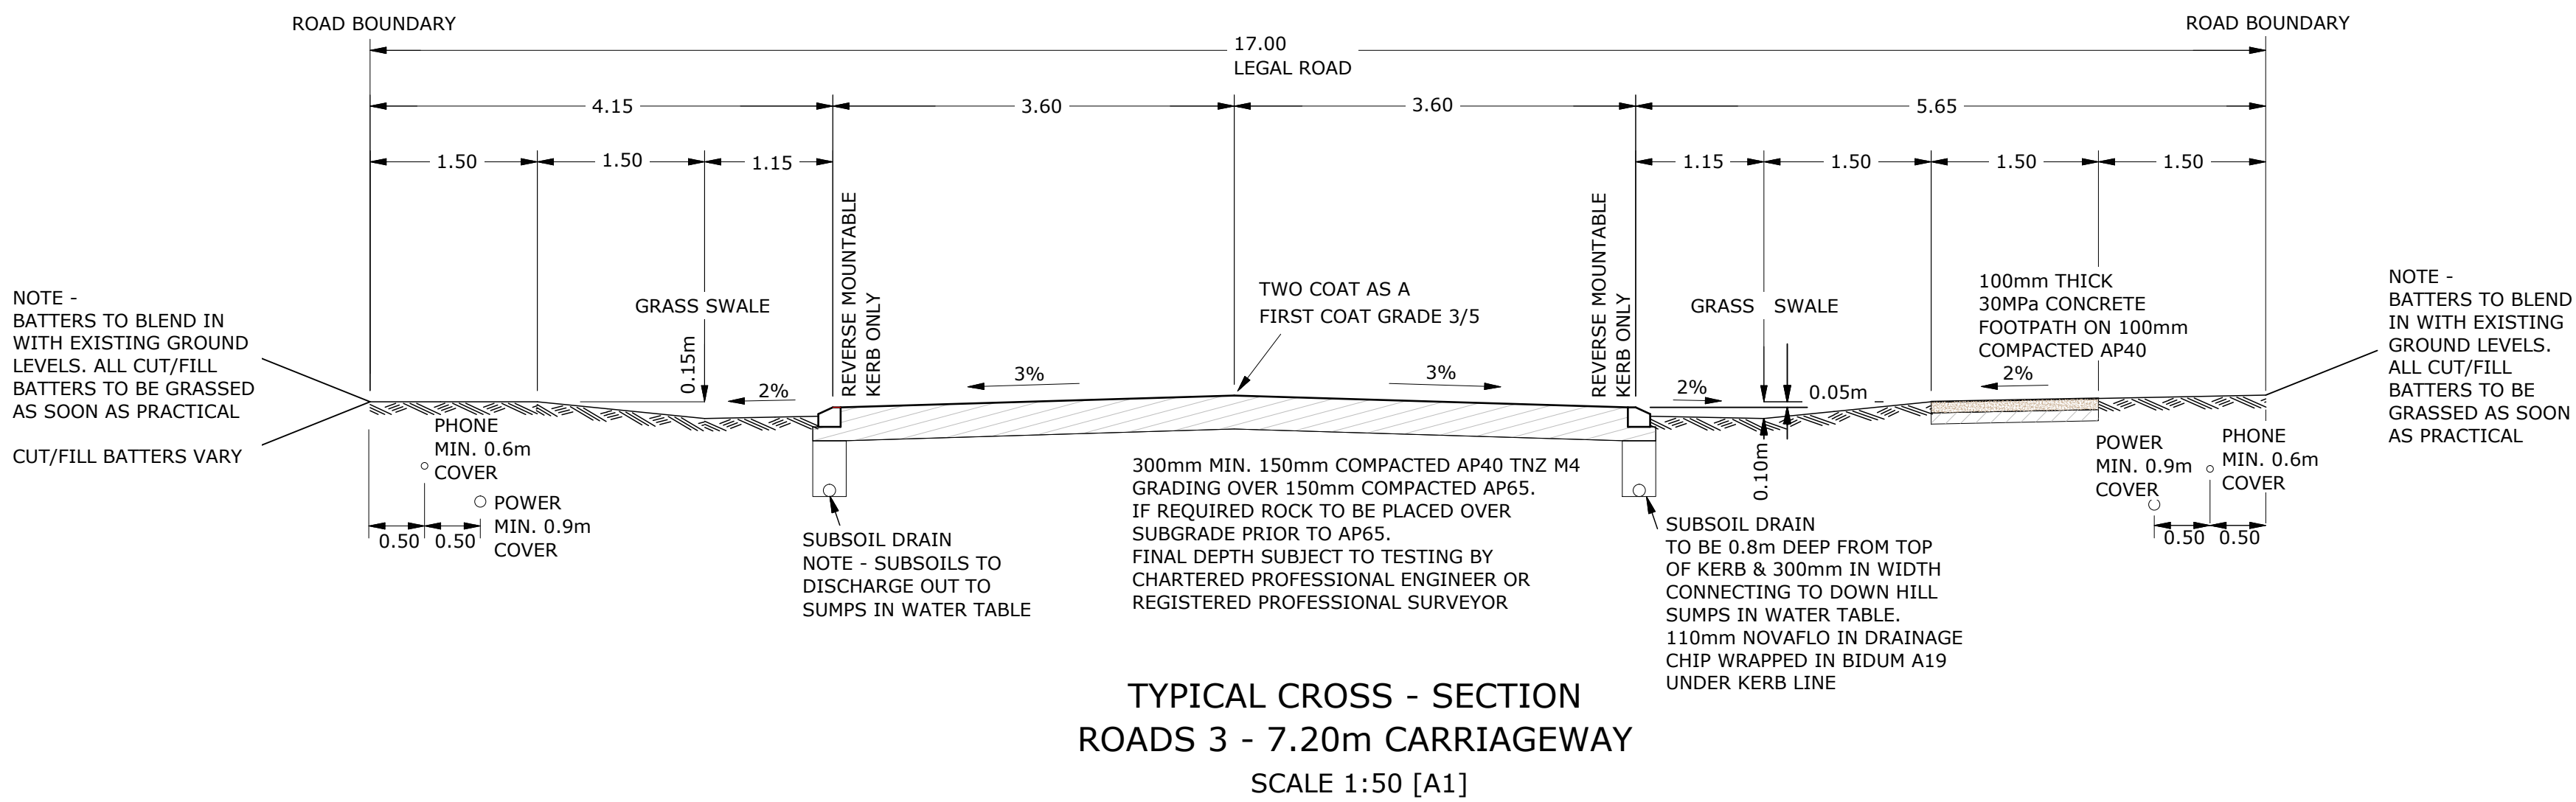 ROAD BOUNDARY
ROAD BOUNDARY
17.00
LEGAL ROAD
4.15
3.60
3.60
5.65
1.50
1.50
1.15
1.15
1.50
1.50
1.50
NOTE -
BATTERS TO BLEND IN
WITH EXISTING GROUND
LEVELS. ALL CUT/FILL
BATTERS TO BE GRASSED
AS SOON AS PRACTICAL
CUT/FILL BATTERS VARY
GRASS SWALE
0.15m
2%
REVERSE MOUNTABLE
KERB ONLY
3%
TWO COAT AS A
FIRST COAT GRADE 3/5
3%
REVERSE MOUNTABLE
KERB ONLY
GRASS SWALE
2%
0.05m
0.10m
100mm THICK
30MPa CONCRETE
FOOTPATH ON 100mm
COMPACTED AP40
2%
NOTE -
BATTERS TO BLEND
IN WITH EXISTING
GROUND LEVELS.
ALL CUT/FILL
BATTERS TO BE
GRASSED AS SOON
AS PRACTICAL
PHONE
MIN. 0.6m
COVER
POWER
MIN. 0.9m
COVER
0.50
0.50
SUBSOIL DRAIN
NOTE - SUBSOILS TO
DISCHARGE OUT TO
SUMPS IN WATER TABLE
300mm MIN. 150mm COMPACTED AP40 TNZ M4
GRADING OVER 150mm COMPACTED AP65.
IF REQUIRED ROCK TO BE PLACED OVER
SUBGRADE PRIOR TO AP65.
FINAL DEPTH SUBJECT TO TESTING BY
CHARTERED PROFESSIONAL ENGINEER OR
REGISTERED PROFESSIONAL SURVEYOR
SUBSOIL DRAIN
TO BE 0.8m DEEP FROM TOP
OF KERB & 300mm IN WIDTH
CONNECTING TO DOWN HILL
SUMPS IN WATER TABLE.
110mm NOVAFLO IN DRAINAGE
CHIP WRAPPED IN BIDUM A19
UNDER KERB LINE
POWER
MIN. 0.9m
COVER
PHONE
MIN. 0.6m
COVER
0.50
0.50
TYPICAL CROSS - SECTION
ROADS 3 - 7.20m CARRIAGEWAY
SCALE 1:50 [A1]